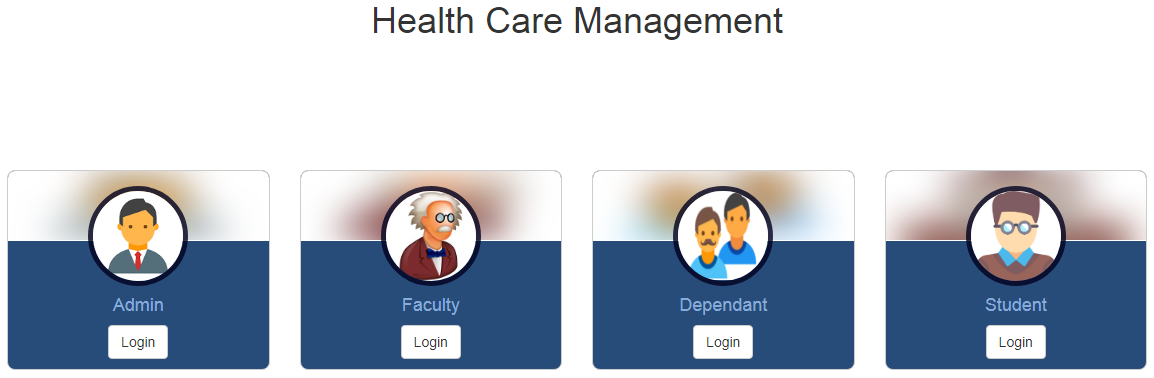 Health Care Management
Admin
Login
Faculty
Login
Dependant
Login
Student
Login